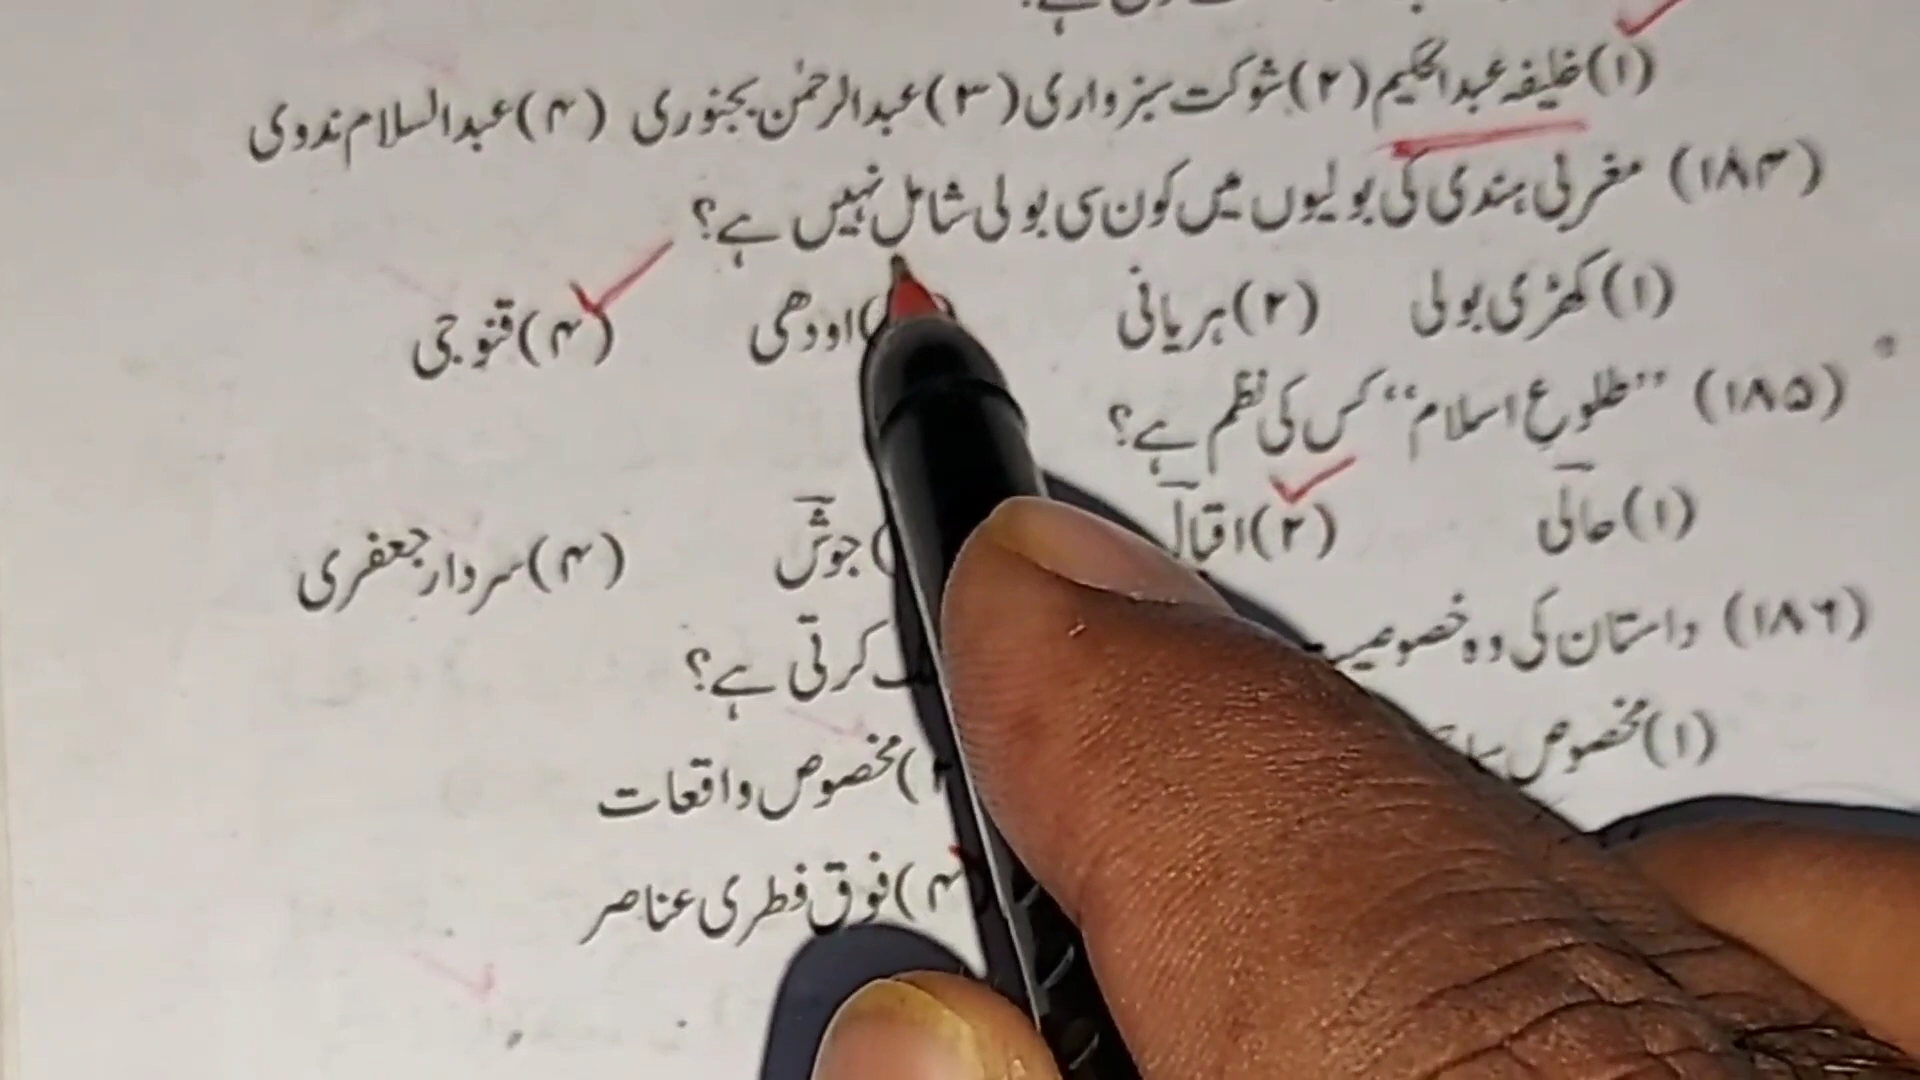 (۱) خلیفہ عبدالحکیم (۲) شوکت سبزواری (۳) عبدالرحمٰن بجنوری (۴) عبدالسلام ندوی
(۱۸۴) مغربی ہندی کی بولیوں میں کون سی بولی شامل نہیں ہے؟
(۱) کھڑی بولی (۲) ہریانی ) اودھی (۴) قنوجی
(۱۸۵) ”طلوعِ اسلام“ کس کی نظم ہے؟
(۱) حالی (۲) اقبال ) جوش (۴) سردار جعفری
(۱۸۶) داستان کی وہ کرتی ہے؟
(۱) مخصوص ) مخصوص واقعات
۴) فوق فطری عناصر